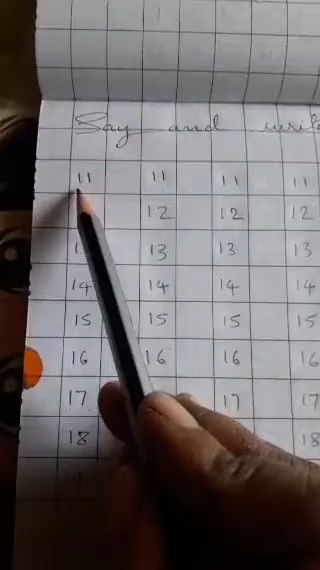 Say and write
11 11 11 11
12 12 12
13 13 13
14 14 14 14
15 15 15 15
16 16 16 16
17 17 17
18 18